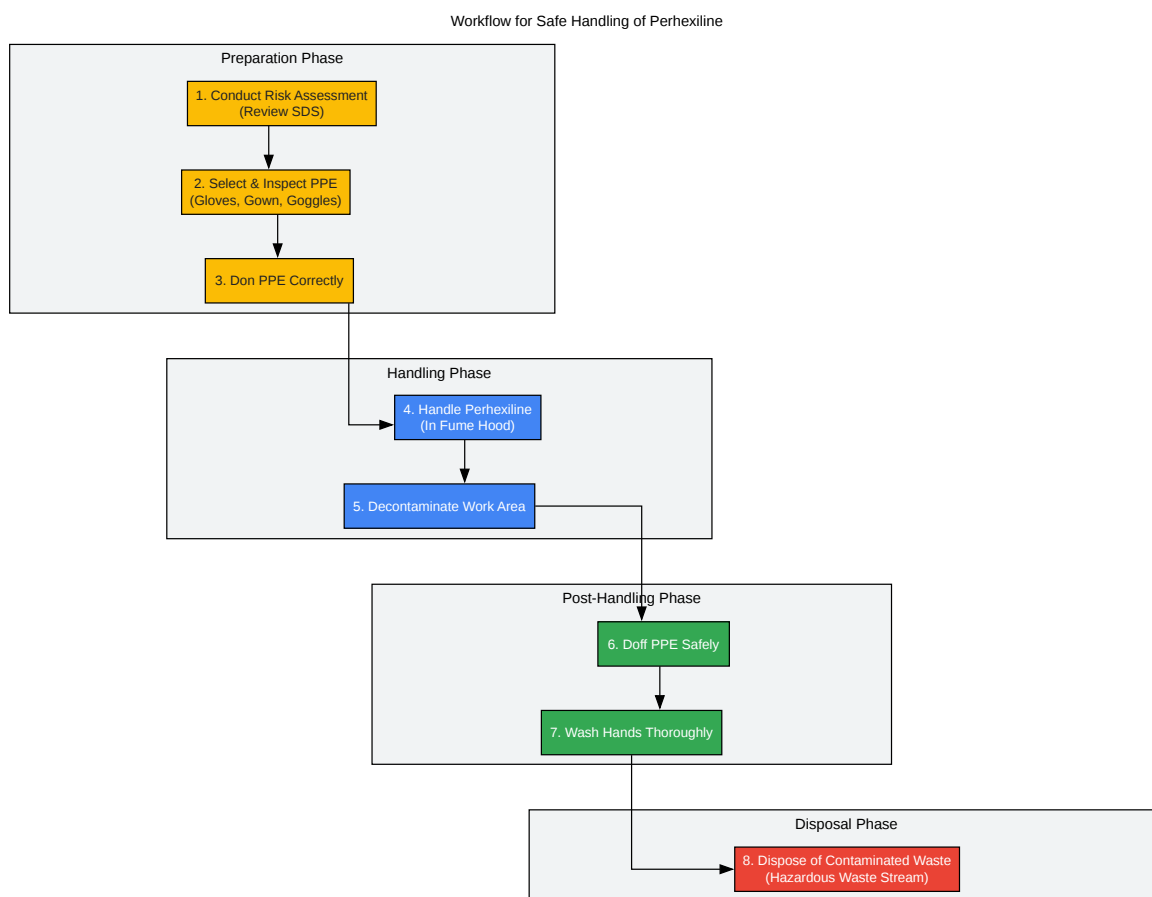 Workflow for Safe Handling of Perhexiline
Preparation Phase
1. Conduct Risk Assessment
(Review SDS)
2. Select & Inspect PPE
(Gloves, Gown, Goggles)
3. Don PPE Correctly
Handling Phase
4. Handle Perhexiline
(In Fume Hood)
5. Decontaminate Work Area
Post-Handling Phase
6. Doff PPE Safely
7. Wash Hands Thoroughly
Disposal Phase
8. Dispose of Contaminated Waste
(Hazardous Waste Stream)